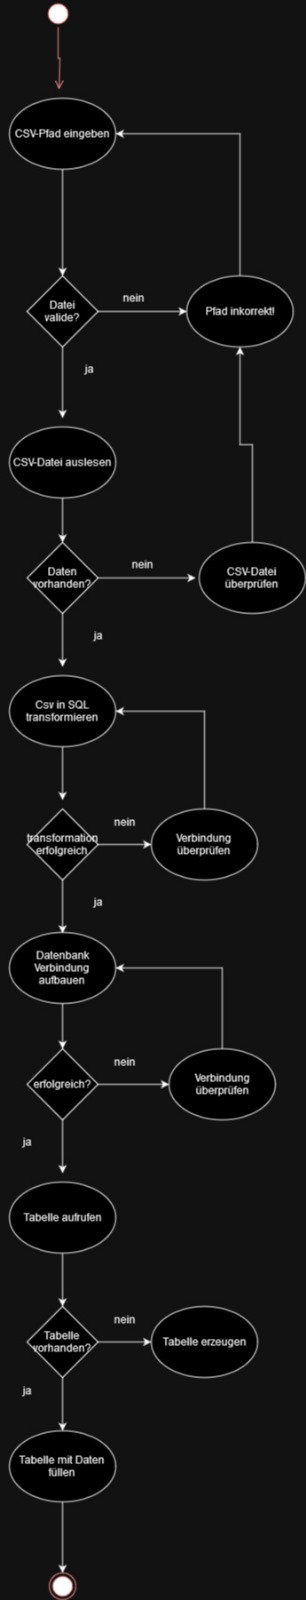 CSV-Pfad eingeben
Datei
valide?
nein
Pfad inkorrekt!
ja
CSV-Datei auslesen
Daten
vorhanden?
nein
CSV-Datei
überprüfen
ja
Csv in SQL
transformieren
transformation
erfolgreich
nein
Verbindung
überprüfen
ja
Datenbank
Verbindung
aufbauen
erfolgreich?
nein
Verbindung
überprüfen
ja
Tabelle aufrufen
Tabelle
vorhanden?
nein
Tabelle erzeugen
ja
Tabelle mit Daten
füllen